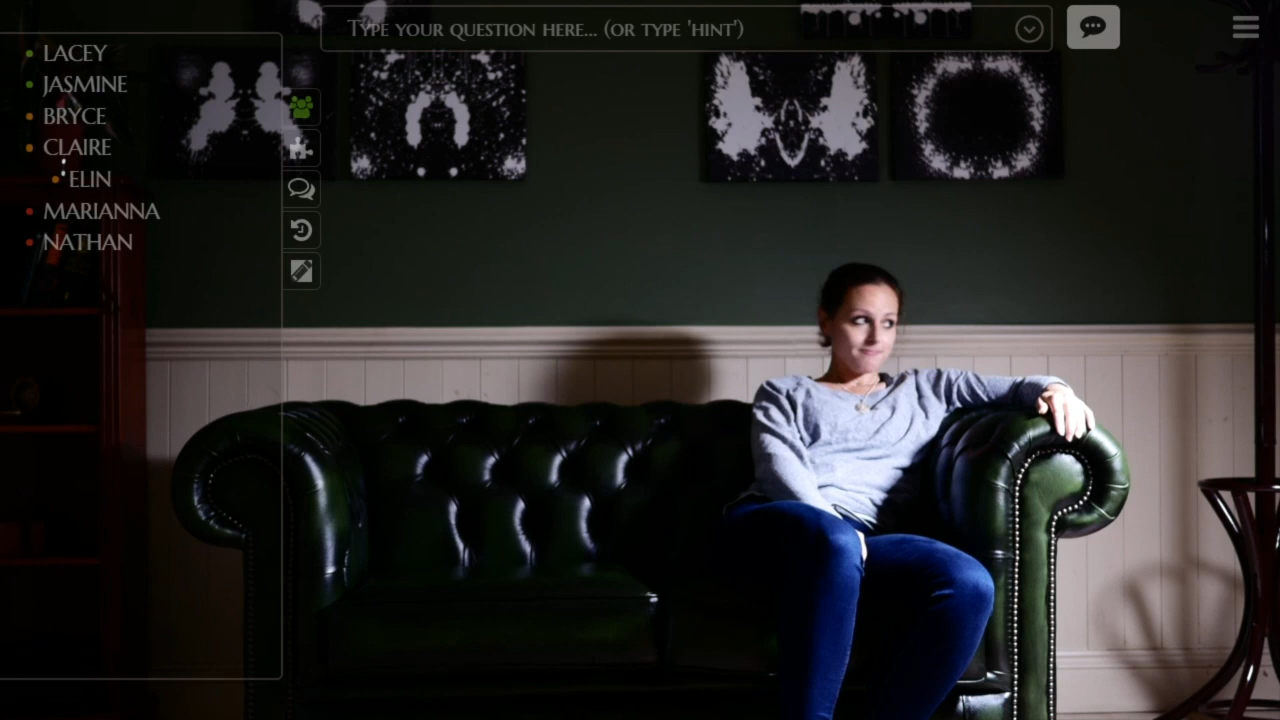 Type your question here... (or type 'hint')
LACEY
JASMINE
BRYCE
CLAIRE
ELIN
MARIANNA
NATHAN